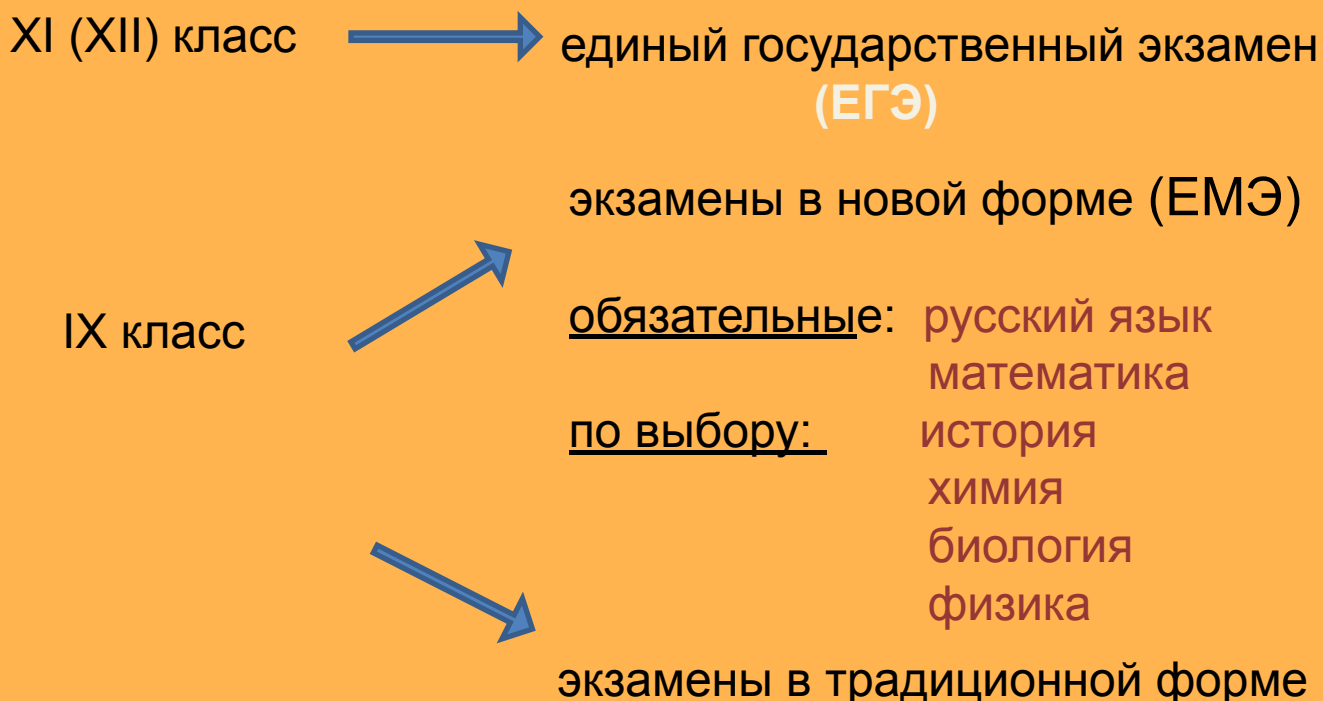 XI (XII) класс
единый государственный экзамен
(ЕГЭ)
экзамены в новой форме (ЕМЭ)
IX класс
обязательные: русский язык
математика
по выбору: история
химия
биология
физика
экзамены в традиционной форме